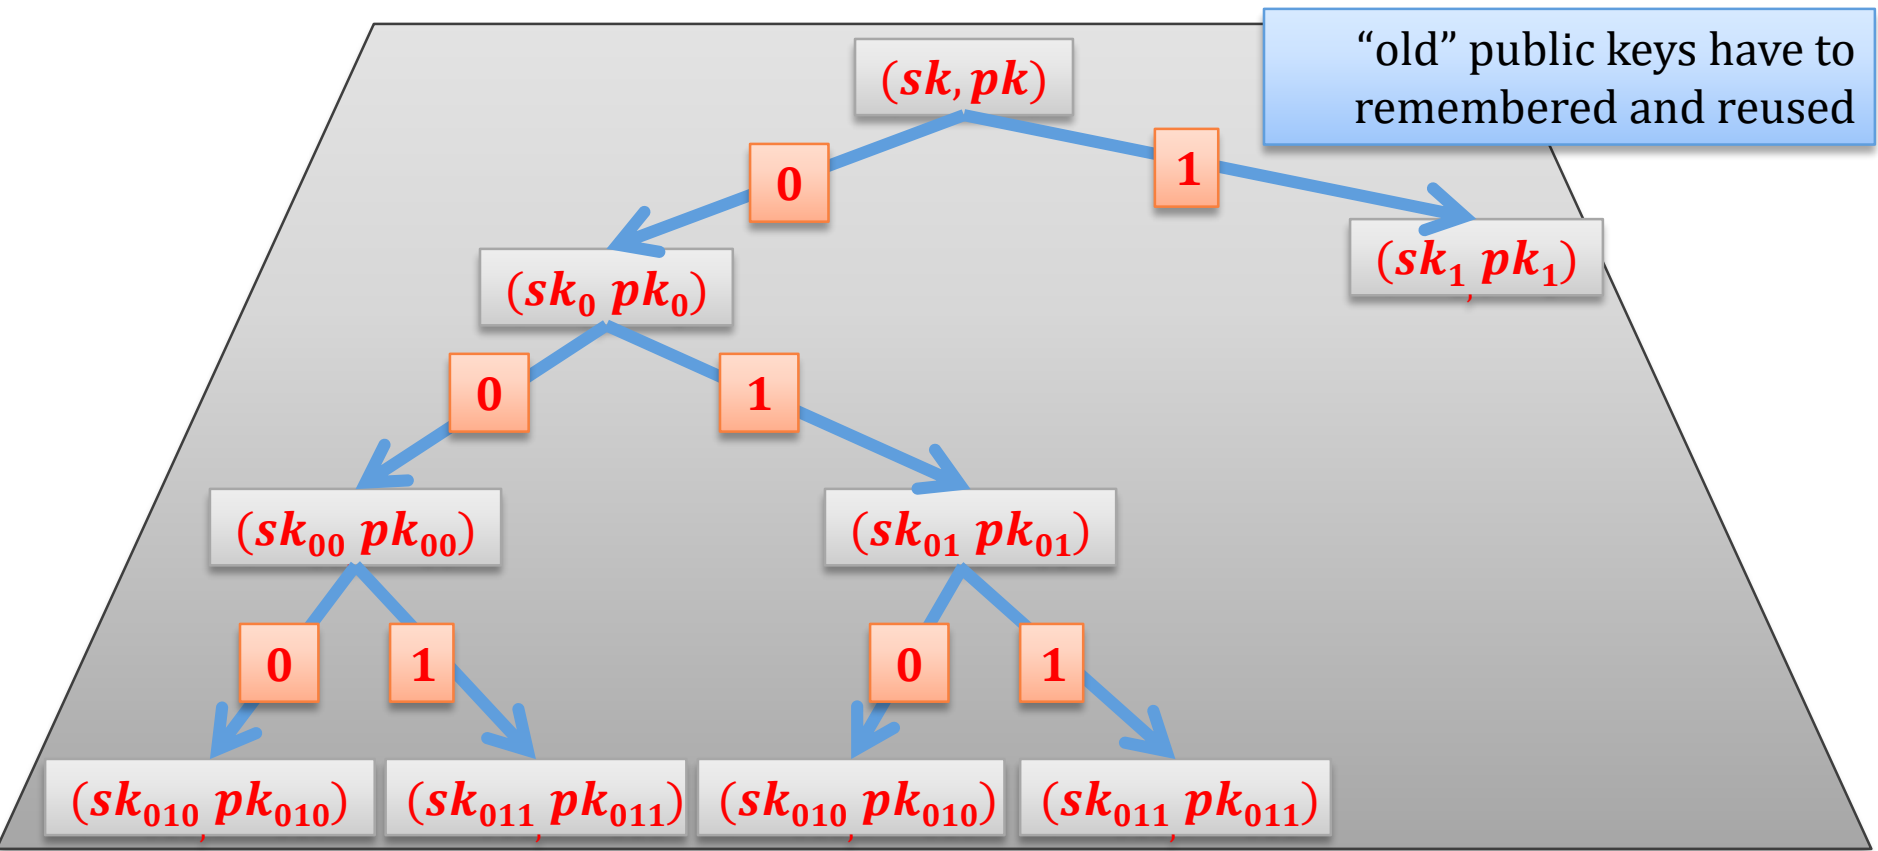 “old” public keys have to
remembered and reused
(sk, pk)
0
1
(sk₀ pk₀)
(sk₁, pk₁)
0
1
(sk₀₀ pk₀₀)
(sk₀₁ pk₀₁)
0
1
0
1
(sk₀₁₀, pk₀₁₀)
(sk₀₁₁, pk₀₁₁)
(sk₀₁₀, pk₀₁₀)
(sk₀₁₁, pk₀₁₁)